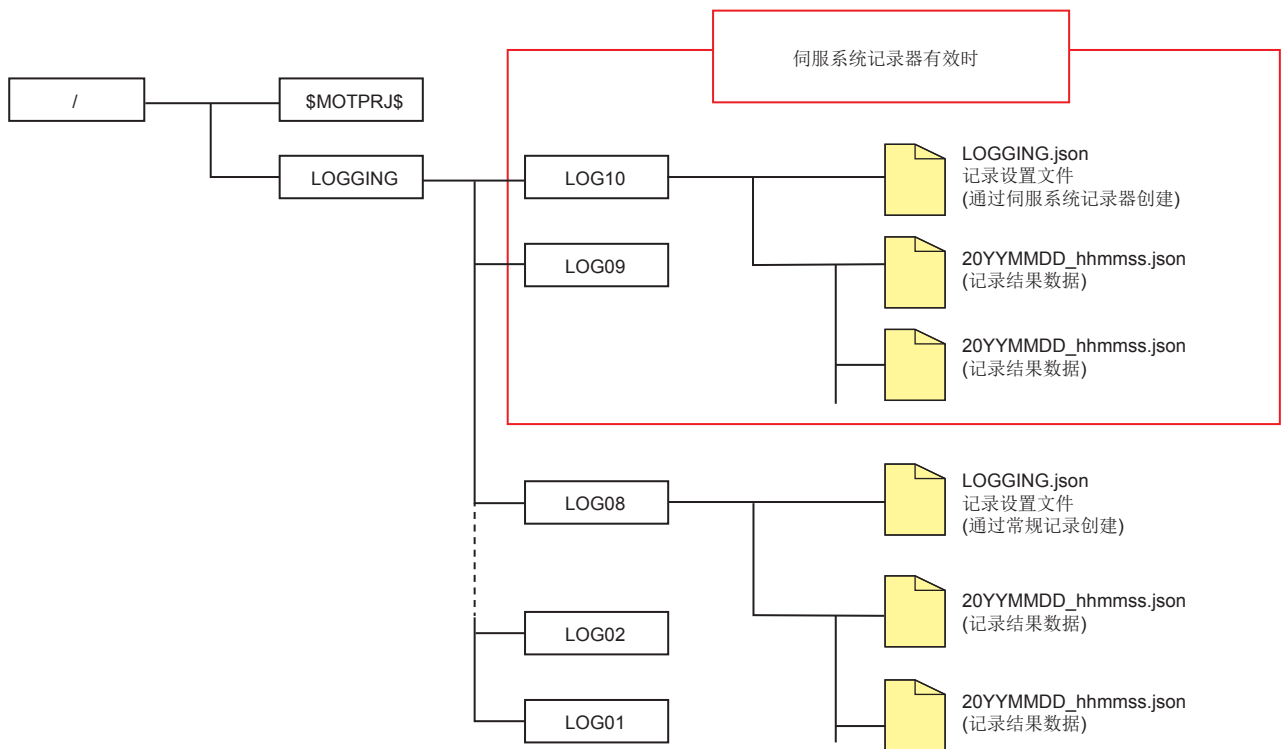 伺服系统记录器有效时
/
$MOTPRJ$
LOGGING
LOG10
LOGGING.json
记录设置文件
(通过伺服系统记录器创建)
LOG09
20YYMMDD_hhmmss.json
(记录结果数据)
20YYMMDD_hhmmss.json
(记录结果数据)
LOG08
LOGGING.json
记录设置文件
(通过常规记录创建)
20YYMMDD_hhmmss.json
(记录结果数据)
LOG02
LOG01
20YYMMDD_hhmmss.json
(记录结果数据)